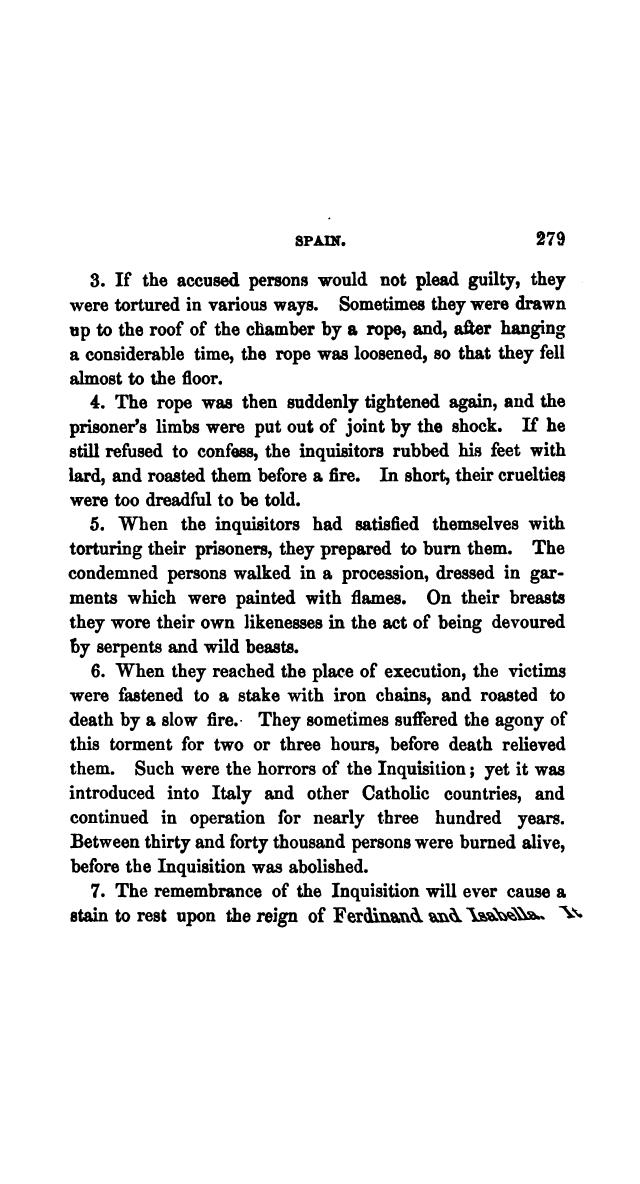 SPAIN. 279
3. If the accused persons would not plead guilty, they
were tortured in various ways. Sometimes they were drawn
up to the roof of the chamber by a rope, and, after hanging
a considerable time, the rope was loosened, so that they fell
almost to the floor.
4. The rope was then suddenly tightened again, and the
prisoner's limbs were put out of joint by the shock. If he
still refused to confess, the inquisitors rubbed his feet with
lard, and roasted them before a fire. In short, their cruelties
were too dreadful to be told.
5. When the inquisitors had satisfied themselves with
torturing their prisoners, they prepared to burn them. The
condemned persons walked in a procession, dressed in gar-
ments which were painted with flames. On their breasts
they wore their own likenesses in the act of being devoured
by serpents and wild beasts.
6. When they reached the place of execution, the victims
were fastened to a stake with iron chains, and roasted to
death by a slow fire. They sometimes suffered the agony of
this torment for two or three hours, before death relieved
them. Such were the horrors of the Inquisition; yet it was
introduced into Italy and other Catholic countries, and
continued in operation for nearly three hundred years.
Between thirty and forty thousand persons were burned alive,
before the Inquisition was abolished.
7. The remembrance of the Inquisition will ever cause a
stain to rest upon the reign of Ferdinand and Isabella. It